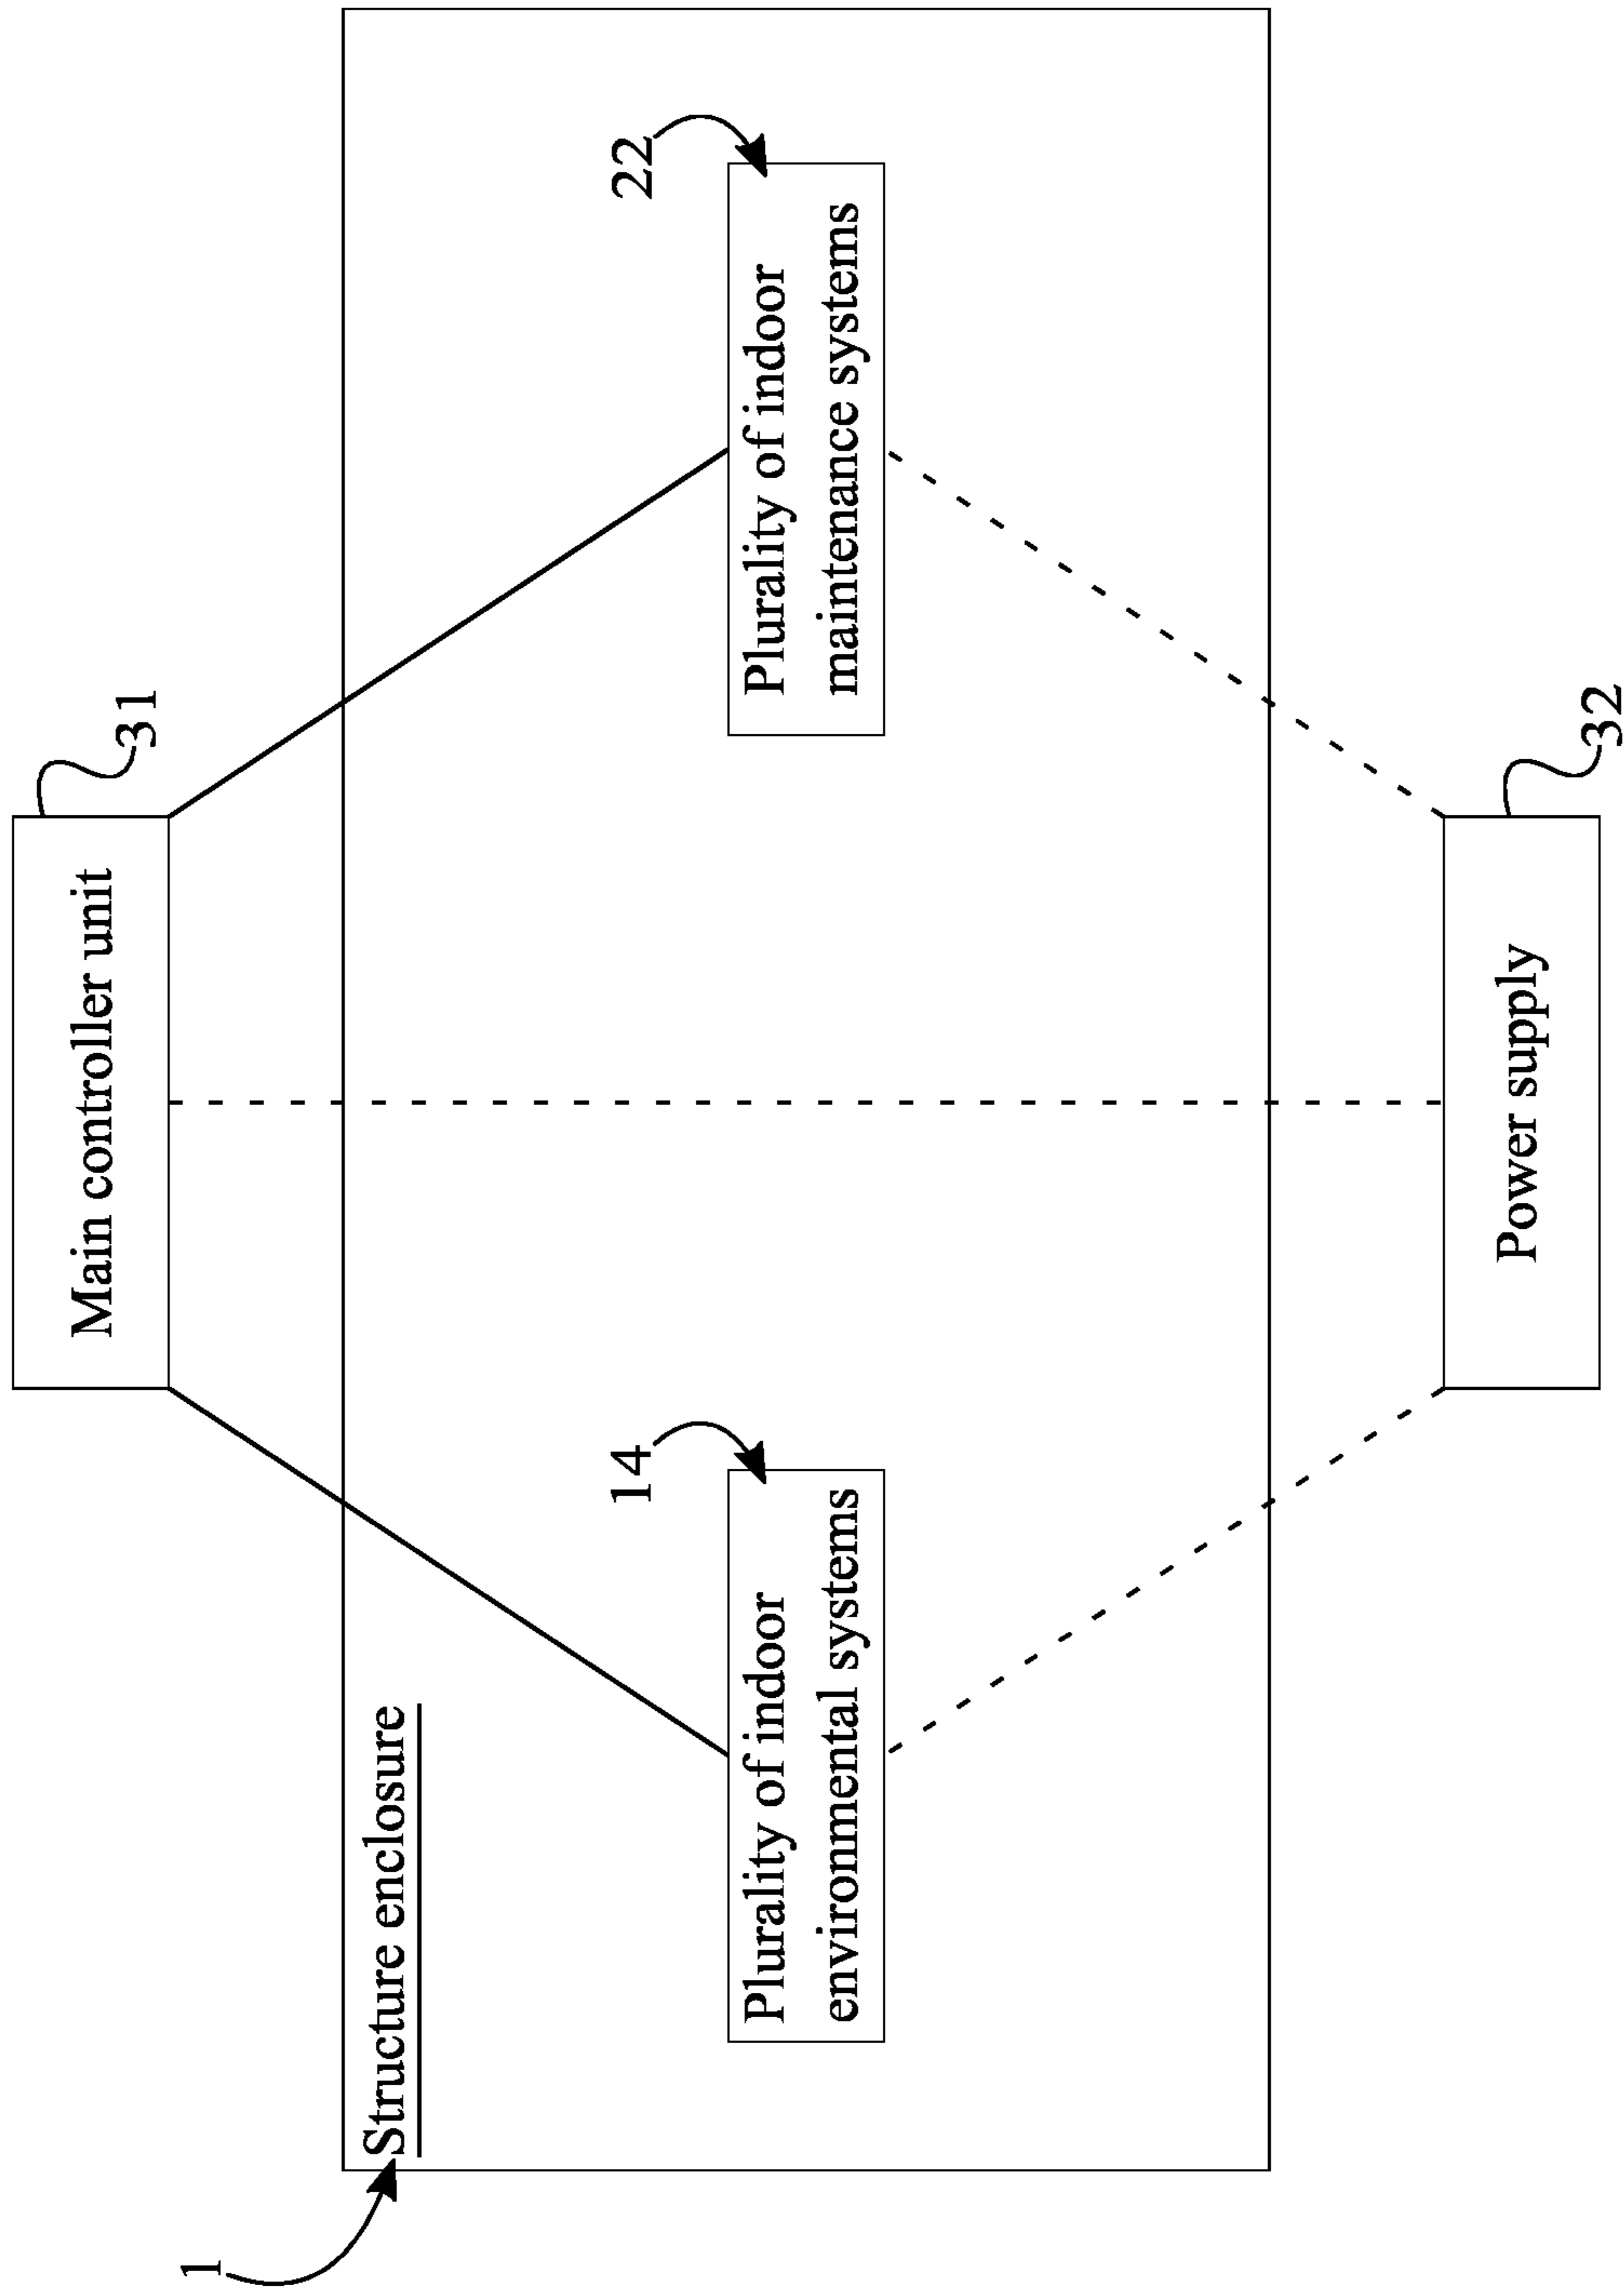 Main controller unit
31
1
Structure enclosure
14
Plurality of indoor
environmental systems
22
Plurality of indoor
maintenance systems
Power supply
32